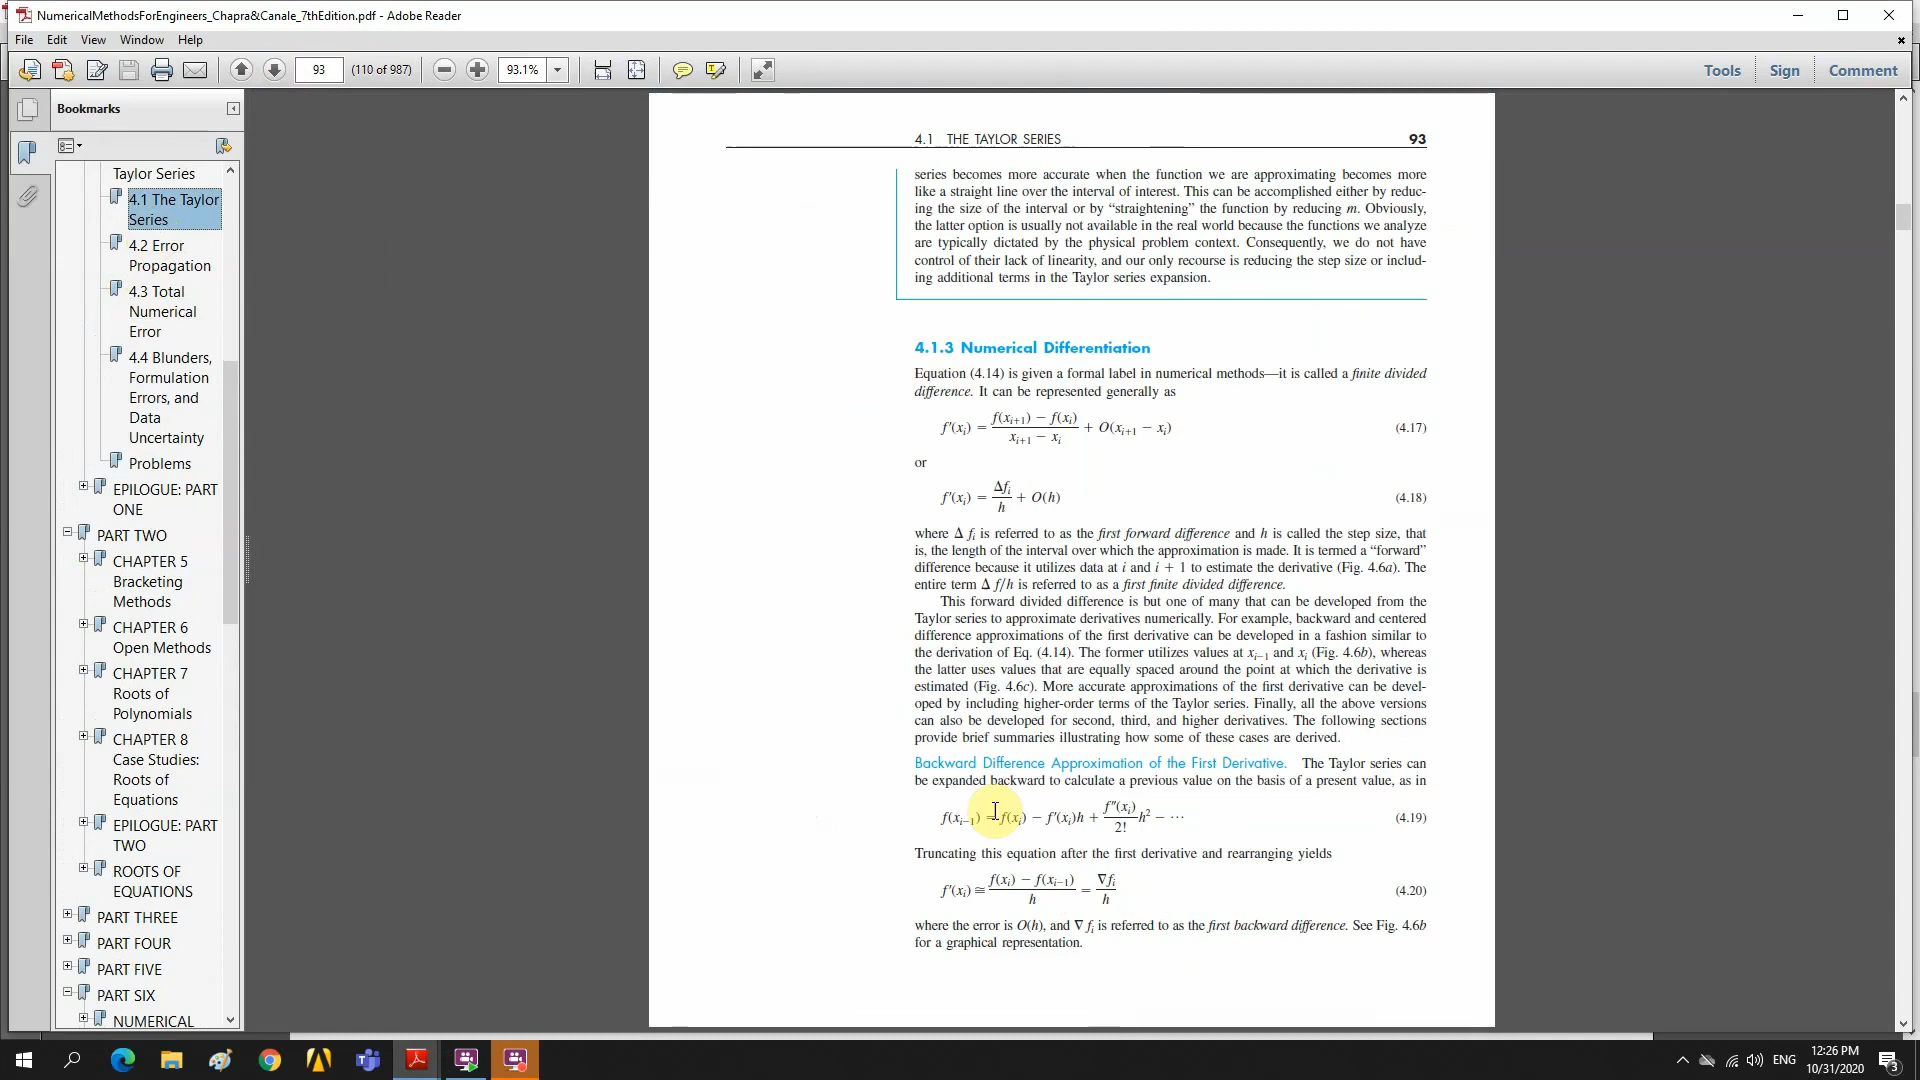 NumericalMethodsForEngineers_Chapra&Canale_7thEdition.pdf - Adobe Reader
File Edit View Window Help
93 (110 of 987) 93.1% Tools Sign Comment
Bookmarks
Taylor Series
4.1 The Taylor
Series
4.2 Error
Propagation
4.3 Total
Numerical
Error
4.4 Blunders,
Formulation
Errors, and
Data
Uncertainty
Problems
EPILOGUE: PART
ONE
PART TWO
CHAPTER 5
Bracketing
Methods
CHAPTER 6
Open Methods
CHAPTER 7
Roots of
Polynomials
CHAPTER 8
Case Studies:
Roots of
Equations
EPILOGUE: PART
TWO
ROOTS OF
EQUATIONS
PART THREE
PART FOUR
PART FIVE
PART SIX
NUMERICAL
4.1 THE TAYLOR SERIES 93
series becomes more accurate when the function we are approximating becomes more
like a straight line over the interval of interest. This can be accomplished either by reduc-
ing the size of the interval or by “straightening” the function by reducing m. Obviously,
the latter option is usually not available in the real world because the functions we analyze
are typically dictated by the physical problem context. Consequently, we do not have
control of their lack of linearity, and our only recourse is reducing the step size or includ-
ing additional terms in the Taylor series expansion.
4.1.3 Numerical Differentiation
Equation (4.14) is given a formal label in numerical methods—it is called a finite divided
difference. It can be represented generally as
f′(xᵢ) = (f(xᵢ₊₁) − f(xᵢ))/(xᵢ₊₁ − xᵢ) + O(xᵢ₊₁ − xᵢ) (4.17)
or
f′(xᵢ) = Δfᵢ/h + O(h) (4.18)
where Δ fᵢ is referred to as the first forward difference and h is called the step size, that
is, the length of the interval over which the approximation is made. It is termed a “forward”
difference because it utilizes data at i and i + 1 to estimate the derivative (Fig. 4.6a). The
entire term Δ f/h is referred to as a first finite divided difference.
This forward divided difference is but one of many that can be developed from the
Taylor series to approximate derivatives numerically. For example, backward and centered
difference approximations of the first derivative can be developed in a fashion similar to
the derivation of Eq. (4.14). The former utilizes values at xᵢ₋₁ and xᵢ (Fig. 4.6b), whereas
the latter uses values that are equally spaced around the point at which the derivative is
estimated (Fig. 4.6c). More accurate approximations of the first derivative can be devel-
oped by including higher-order terms of the Taylor series. Finally, all the above versions
can also be developed for second, third, and higher derivatives. The following sections
provide brief summaries illustrating how some of these cases are derived.
Backward Difference Approximation of the First Derivative. The Taylor series can
be expanded backward to calculate a previous value on the basis of a present value, as in
f(xᵢ₋₁) = f(xᵢ) − f′(xᵢ)h + f″(xᵢ)/2! h² − ⋯ (4.19)
Truncating this equation after the first derivative and rearranging yields
f′(xᵢ) ≅ (f(xᵢ) − f(xᵢ₋₁))/h = ∇fᵢ/h (4.20)
where the error is O(h), and ∇ fᵢ is referred to as the first backward difference. See Fig. 4.6b
for a graphical representation.
ENG 12:26 PM
10/31/2020 3